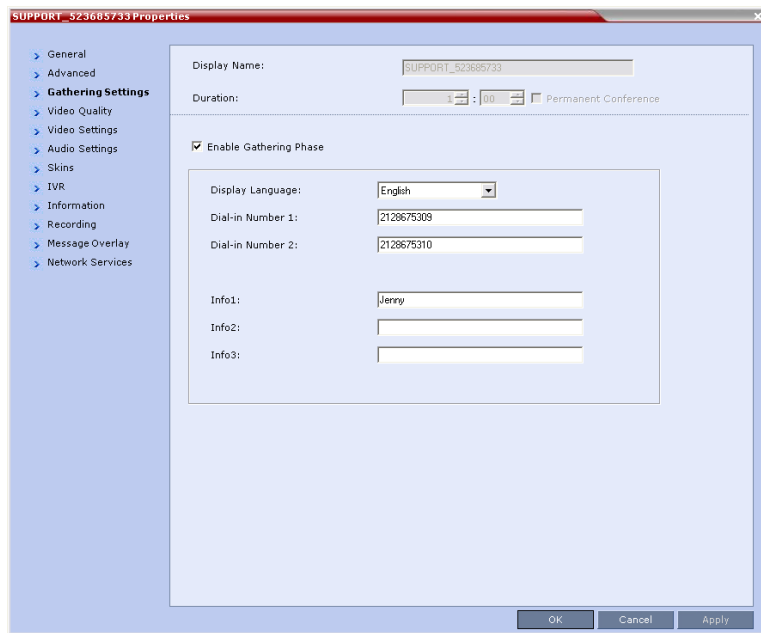 SUPPORT_523685733 Properties
General
Advanced
Gathering Settings
Video Quality
Video Settings
Audio Settings
Skins
IVR
Information
Recording
Message Overlay
Network Services
Display Name: SUPPORT_523685733
Duration: 1 : 00 Permanent Conference
Enable Gathering Phase
Display Language: English
Dial-in Number 1: 2128675309
Dial-in Number 2: 2128675310
Info1: Jenny
Info2:
Info3:
OK Cancel Apply